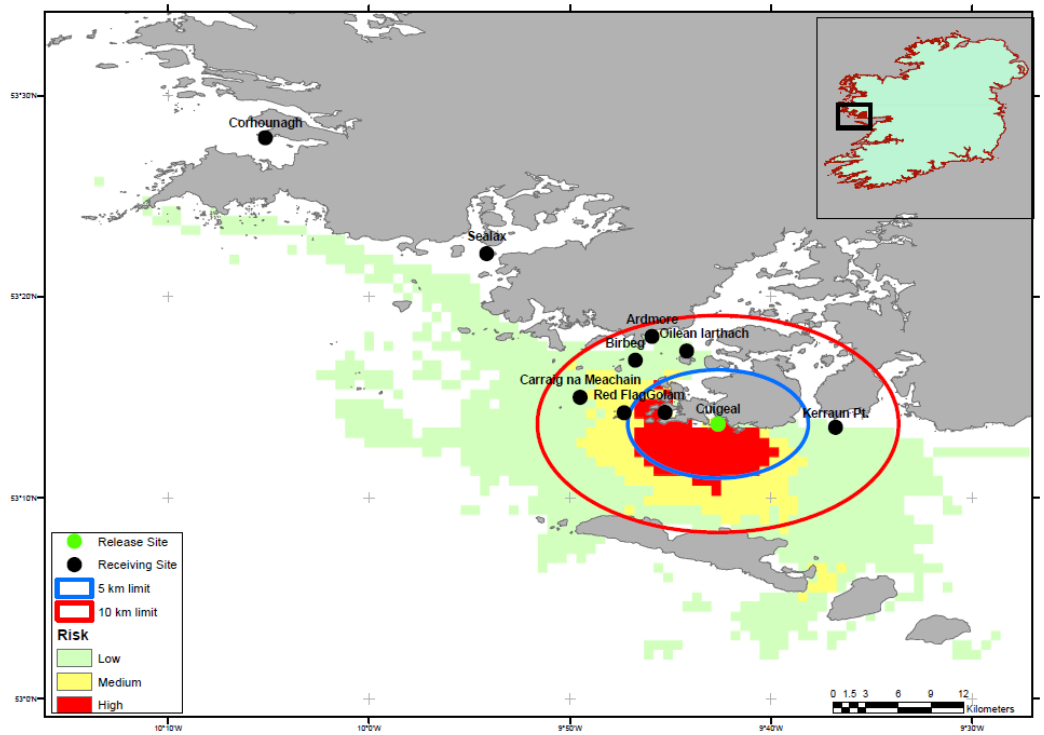 53°30'N
Corhounagh
Sealax
53°20'N
Ardmore
Oilean Iarthach
Birbeg
Carraig na Meachain
Red Flag
Golam
Cuigeal
Kerraun Pt.
53°10'N
Release Site
Receiving Site
5 km limit
10 km limit
Risk
Low
Medium
High
53°0'N
0 1.5 3 6 9 12
Kilometers
10°10'W 10°0'W 9°50'W 9°40'W 9°30'W